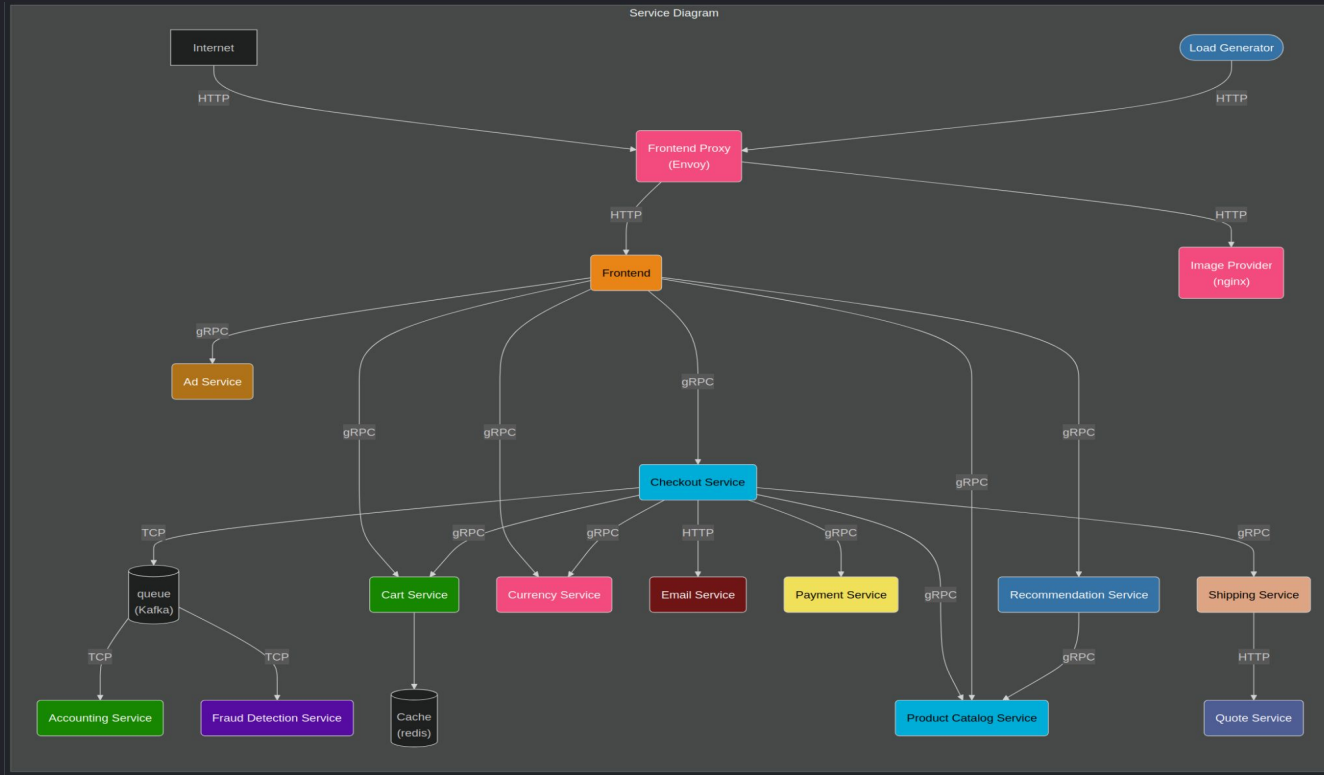 Service Diagram
Internet
Load Generator
HTTP
HTTP
Frontend Proxy
(Envoy)
HTTP
HTTP
Frontend
Image Provider
(nginx)
gRPC
Ad Service
gRPC
gRPC
gRPC
gRPC
gRPC
Checkout Service
TCP
gRPC
gRPC
HTTP
gRPC
gRPC
queue
(Kafka)
Cart Service
Currency Service
Email Service
Payment Service
gRPC
Recommendation Service
Shipping Service
TCP
TCP
gRPC
HTTP
Accounting Service
Fraud Detection Service
Cache
(redis)
Product Catalog Service
Quote Service